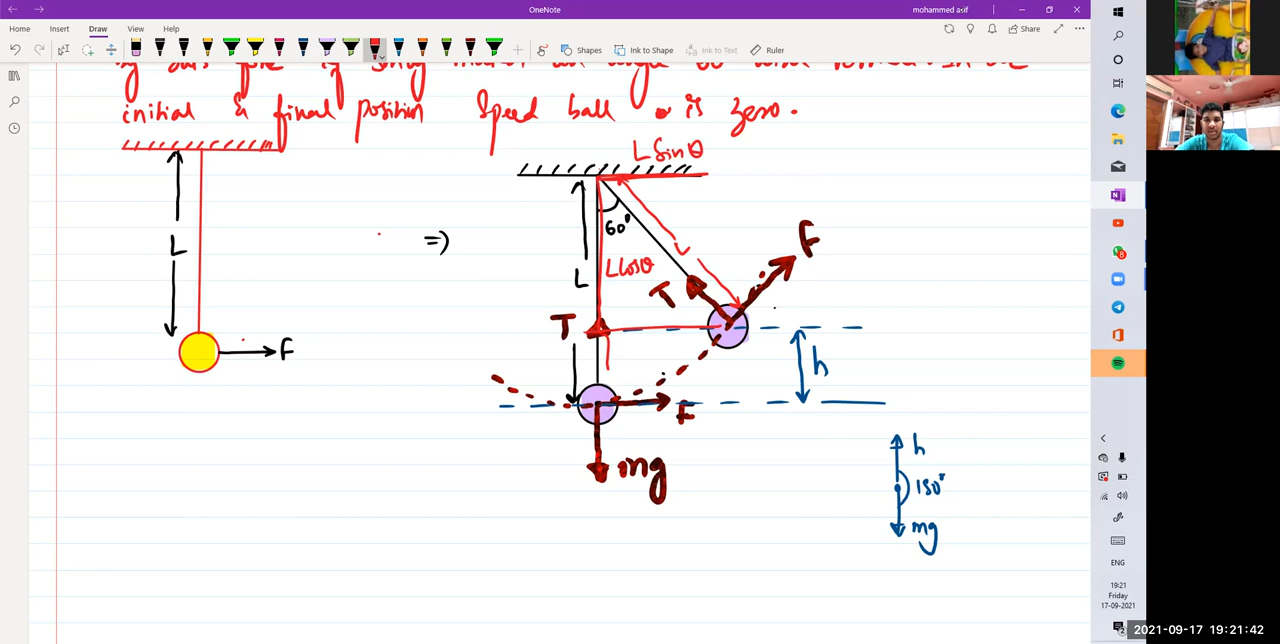 OneNote
mohammed asif
Home Insert Draw View Help
Shapes Ink to Shape Ink to Text Ruler Share
initial & final position Speed ball is zero.
L
F
L Sinθ
60°
L
L
Lcosθ
T
T
F
F
h
mg
h
180°
mg
ENG
19:21
Friday
17-09-2021
2021-09-17 19:21:42